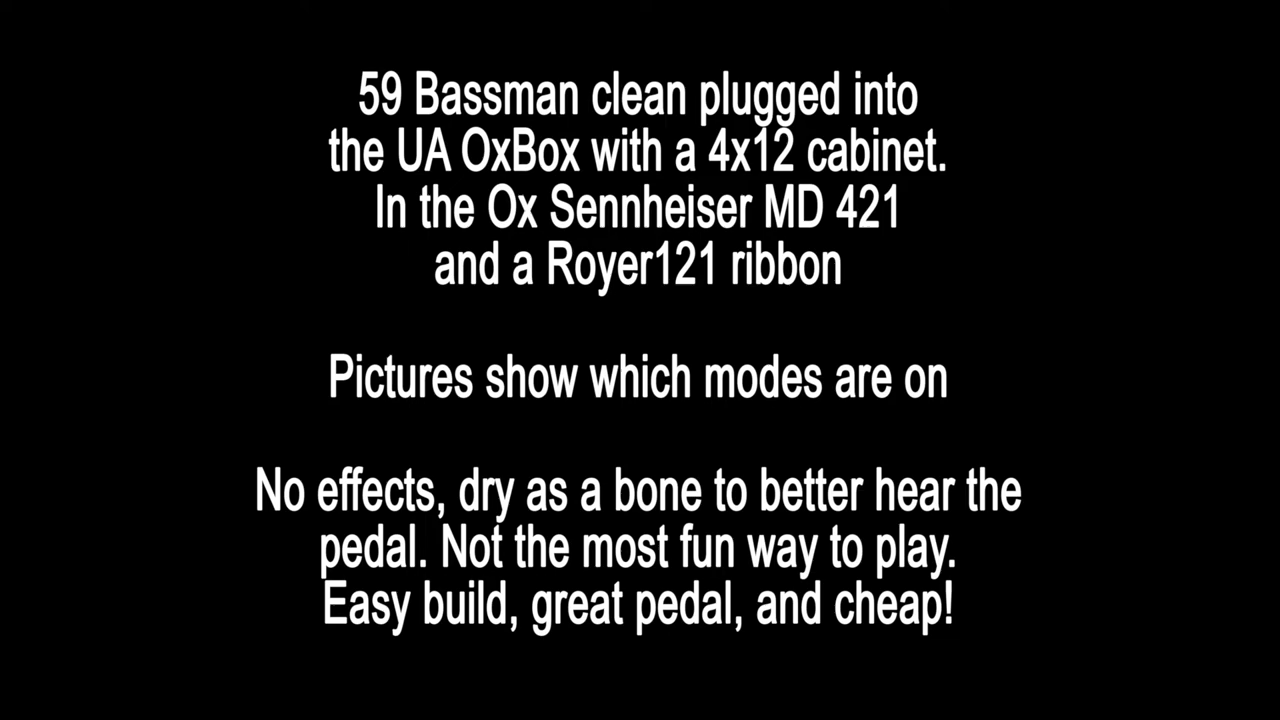 59 Bassman clean plugged into
the UA OxBox with a 4x12 cabinet.
In the Ox Sennheiser MD 421
and a Royer121 ribbon
Pictures show which modes are on
No effects, dry as a bone to better hear the
pedal. Not the most fun way to play.
Easy build, great pedal, and cheap!